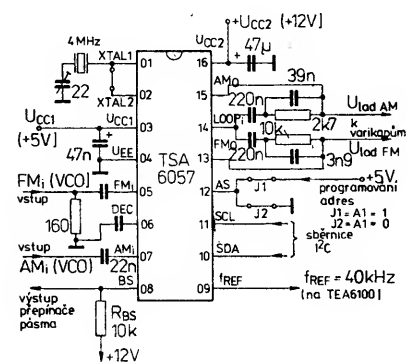 +UCC2 (+12V)
4 MHz
XTAL1
01
UCC2
16
47µ
22
XTAL2
02
15
AMO
39n
220n
Ulad AM
UCC1
(+5V)
UCC1
03
14
LOOPi
10k
2k7
k varikapům
47n
UEE
04
13
FMO
220n
3n9
Ulad FM
TSA
6057
FMi (VCO)
vstup
FMi
05
12
AS
J1
J2
+5V,
programování
adres
J1 = A1 = 1
J2 = A1 = 0
160
DEC
06
11
SCL
sběrnice
I²C
vstup
AMi (VCO)
AMi
22n
07
10
SDA
BS
08
09
fREF
fREF = 40kHz
(na TEA6100)
výstup
přepínače
pásma
RBS
10k
+12V